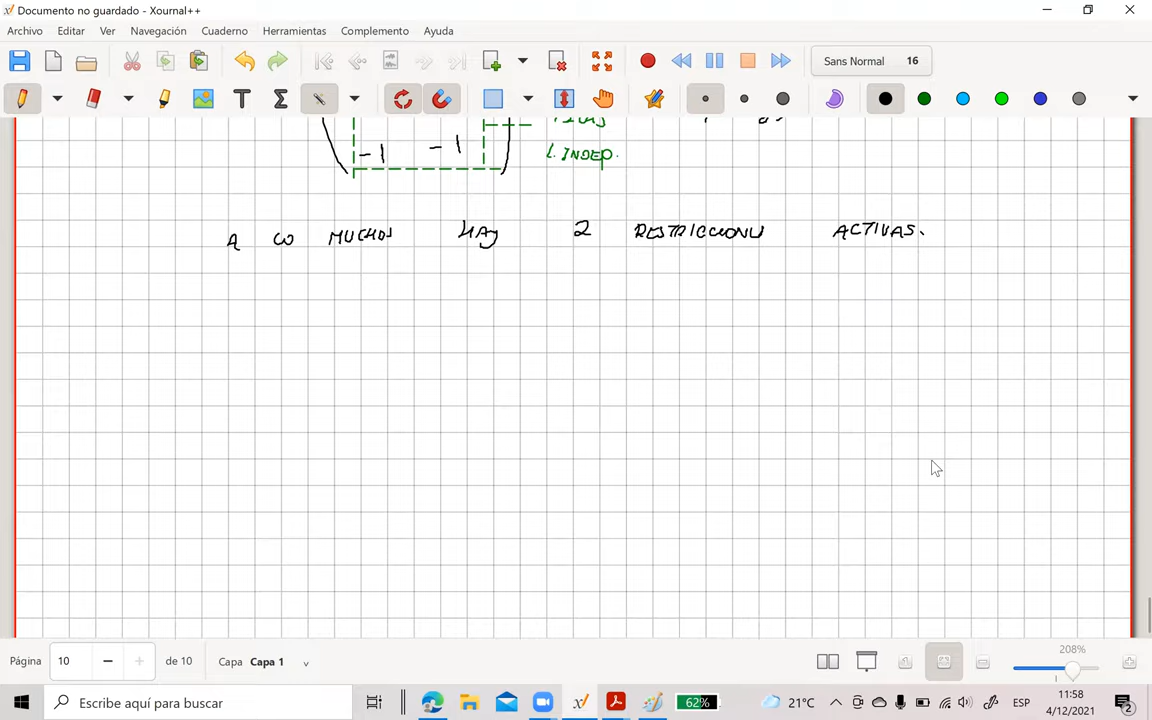 Documento no guardado - Xournal++
Archivo Editar Ver Navegación Cuaderno Herramientas Complemento Ayuda
Sans Normal 16
-1 -1
L. INDEP.
A LO MUCHOS HAY 2 RESTRICCIONES ACTIVAS.
Página 10 de 10 Capa Capa 1 208%
Escribe aquí para buscar 62% 21°C ESP 11:58
4/12/2021 2